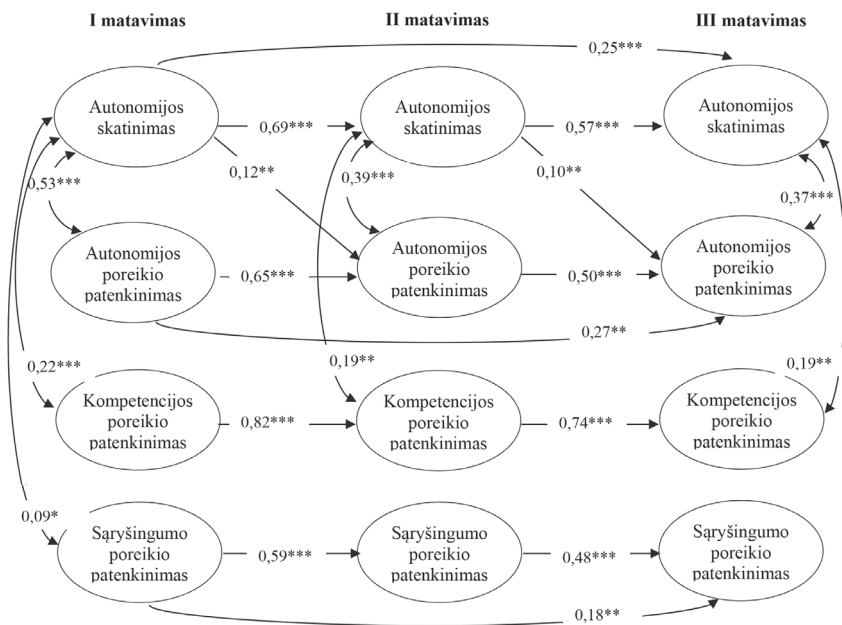 I matavimas
II matavimas
III matavimas
0,25***
Autonomijos
skatinimas
0,69***
Autonomijos
skatinimas
0,57***
Autonomijos
skatinimas
0,12**
0,10**
0,53***
0,39***
0,37***
Autonomijos
poreikio
patenkinimas
0,65***
Autonomijos
poreikio
patenkinimas
0,50***
Autonomijos
poreikio
patenkinimas
0,27**
0,22***
0,19**
0,19**
Kompetencijos
poreikio
patenkinimas
0,82***
Kompetencijos
poreikio
patenkinimas
0,74***
Kompetencijos
poreikio
patenkinimas
0,09*
Sąryšingumo
poreikio
patenkinimas
0,59***
Sąryšingumo
poreikio
patenkinimas
0,48***
Sąryšingumo
poreikio
patenkinimas
0,18**